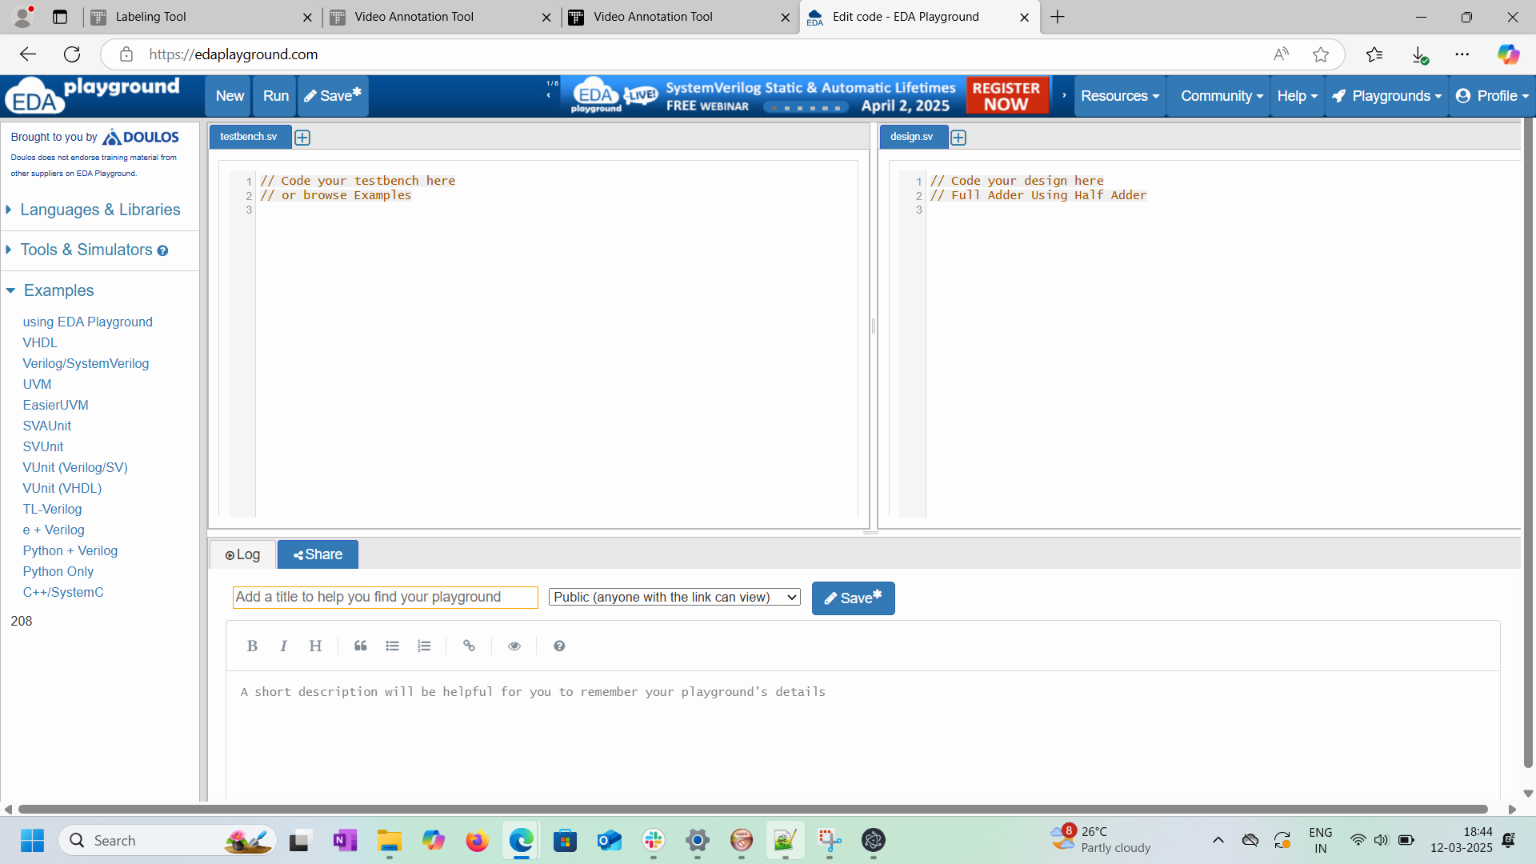 Labeling Tool
Video Annotation Tool
Video Annotation Tool
EDA
Edit code - EDA Playground
https://edaplayground.com
EDA playground
New
Run
Save*
1/6
EDA playground LIVE!
SystemVerilog Static & Automatic Lifetimes
FREE WEBINAR
April 2, 2025
REGISTER NOW
Resources
Community
Help
Playgrounds
Profile
Brought to you by DOULOS
Doulos does not endorse training material from
other suppliers on EDA Playground.
Languages & Libraries
Tools & Simulators
Examples
using EDA Playground
VHDL
Verilog/SystemVerilog
UVM
EasierUVM
SVAUnit
SVUnit
VUnit (Verilog/SV)
VUnit (VHDL)
TL-Verilog
e + Verilog
Python + Verilog
Python Only
C++/SystemC
208
testbench.sv
1 // Code your testbench here
2 // or browse Examples
3
design.sv
1 // Code your design here
2 // Full Adder Using Half Adder
3
Log
Share
Add a title to help you find your playground
Public (anyone with the link can view)
Save*
B I H
A short description will be helpful for you to remember your playground's details
Search
8
26°C
Partly cloudy
ENG
IN
18:44
12-03-2025